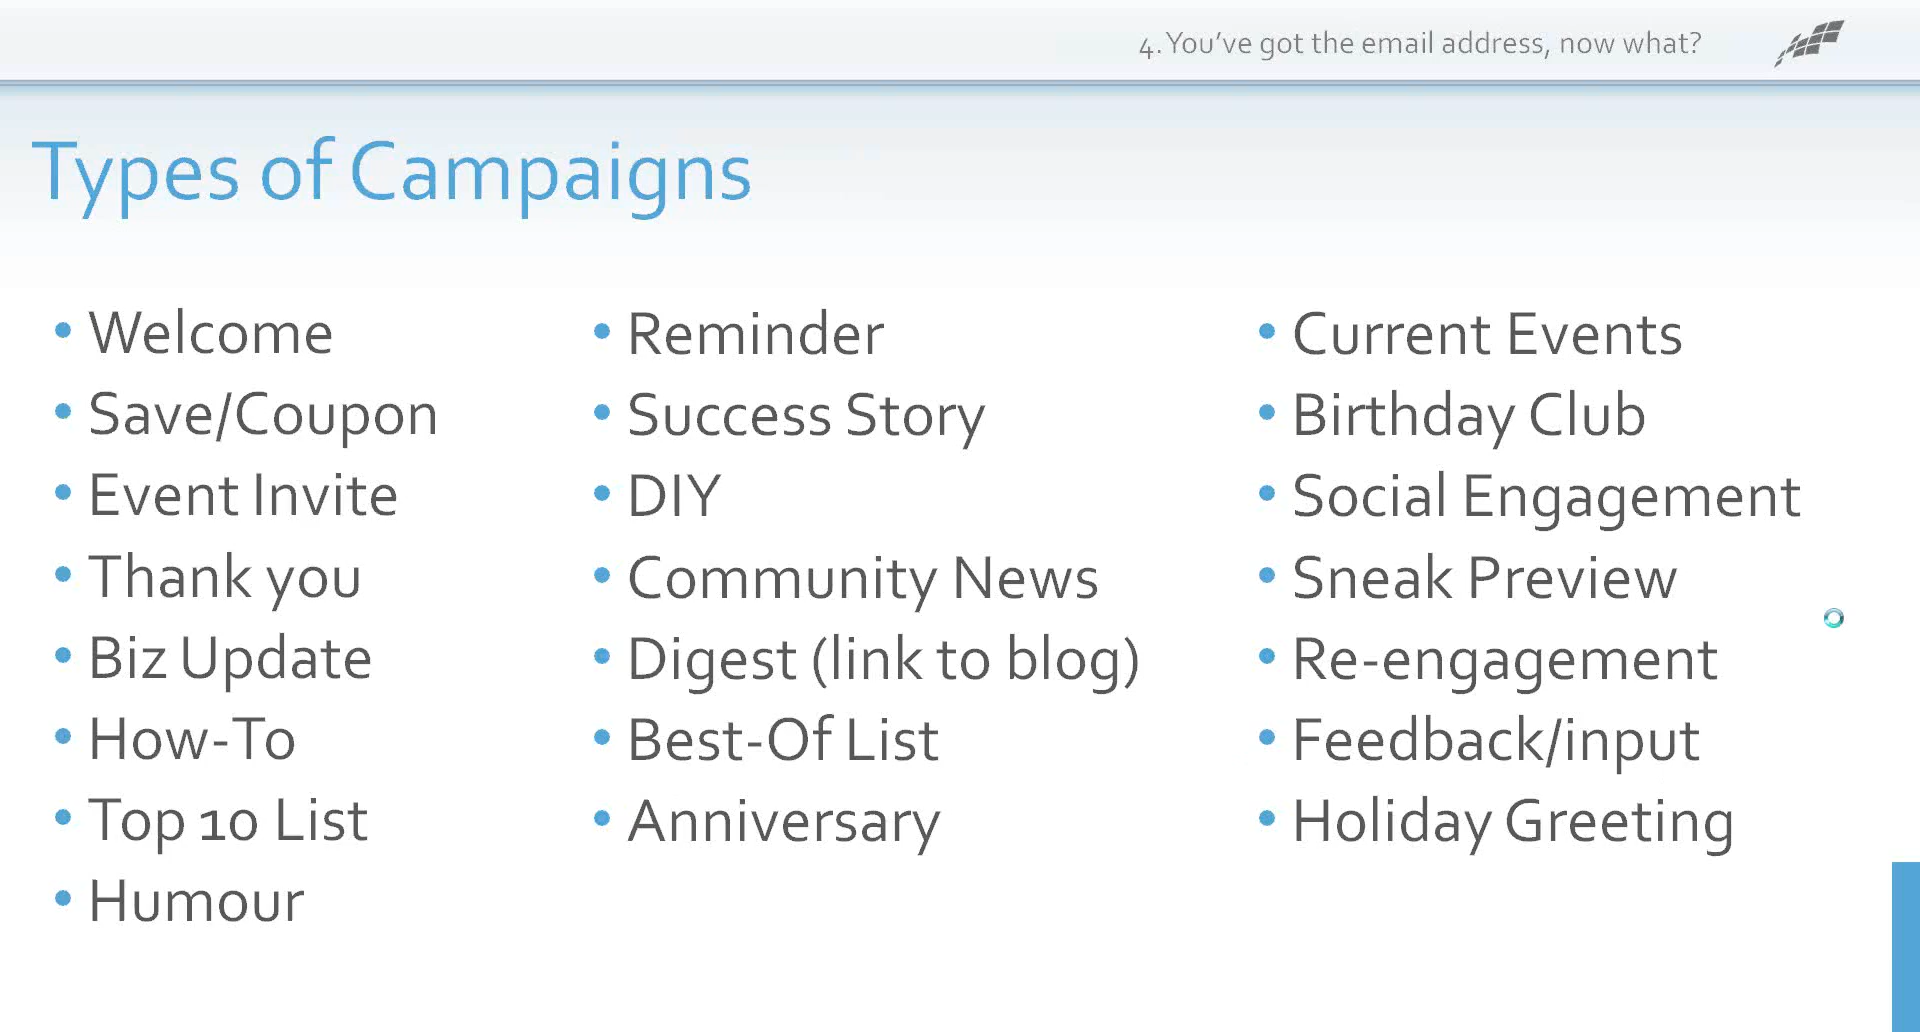 4. You've got the email address, now what?
Types of Campaigns
• Welcome
• Save/Coupon
• Event Invite
• Thank you
• Biz Update
• How-To
• Top 10 List
• Humour
• Reminder
• Success Story
• DIY
• Community News
• Digest (link to blog)
• Best-Of List
• Anniversary
• Current Events
• Birthday Club
• Social Engagement
• Sneak Preview
• Re-engagement
• Feedback/input
• Holiday Greeting